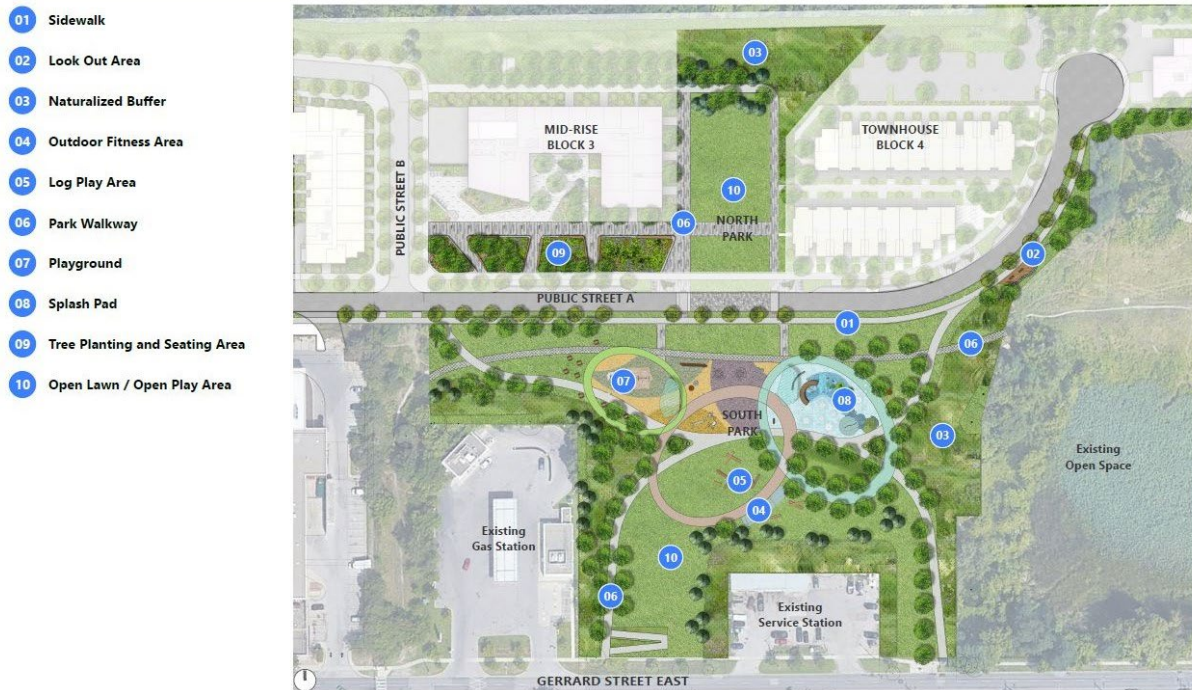 01 Sidewalk
02 Look Out Area
03 Naturalized Buffer
04 Outdoor Fitness Area
05 Log Play Area
06 Park Walkway
07 Playground
08 Splash Pad
09 Tree Planting and Seating Area
10 Open Lawn / Open Play Area
03
MID-RISE
BLOCK 3
TOWNHOUSE
BLOCK 4
PUBLIC STREET B
10
06
NORTH
PARK
09
02
PUBLIC STREET A
01
06
07
08
SOUTH
PARK
03
Existing
Open Space
05
04
Existing
Gas Station
10
06
Existing
Service Station
GERRARD STREET EAST